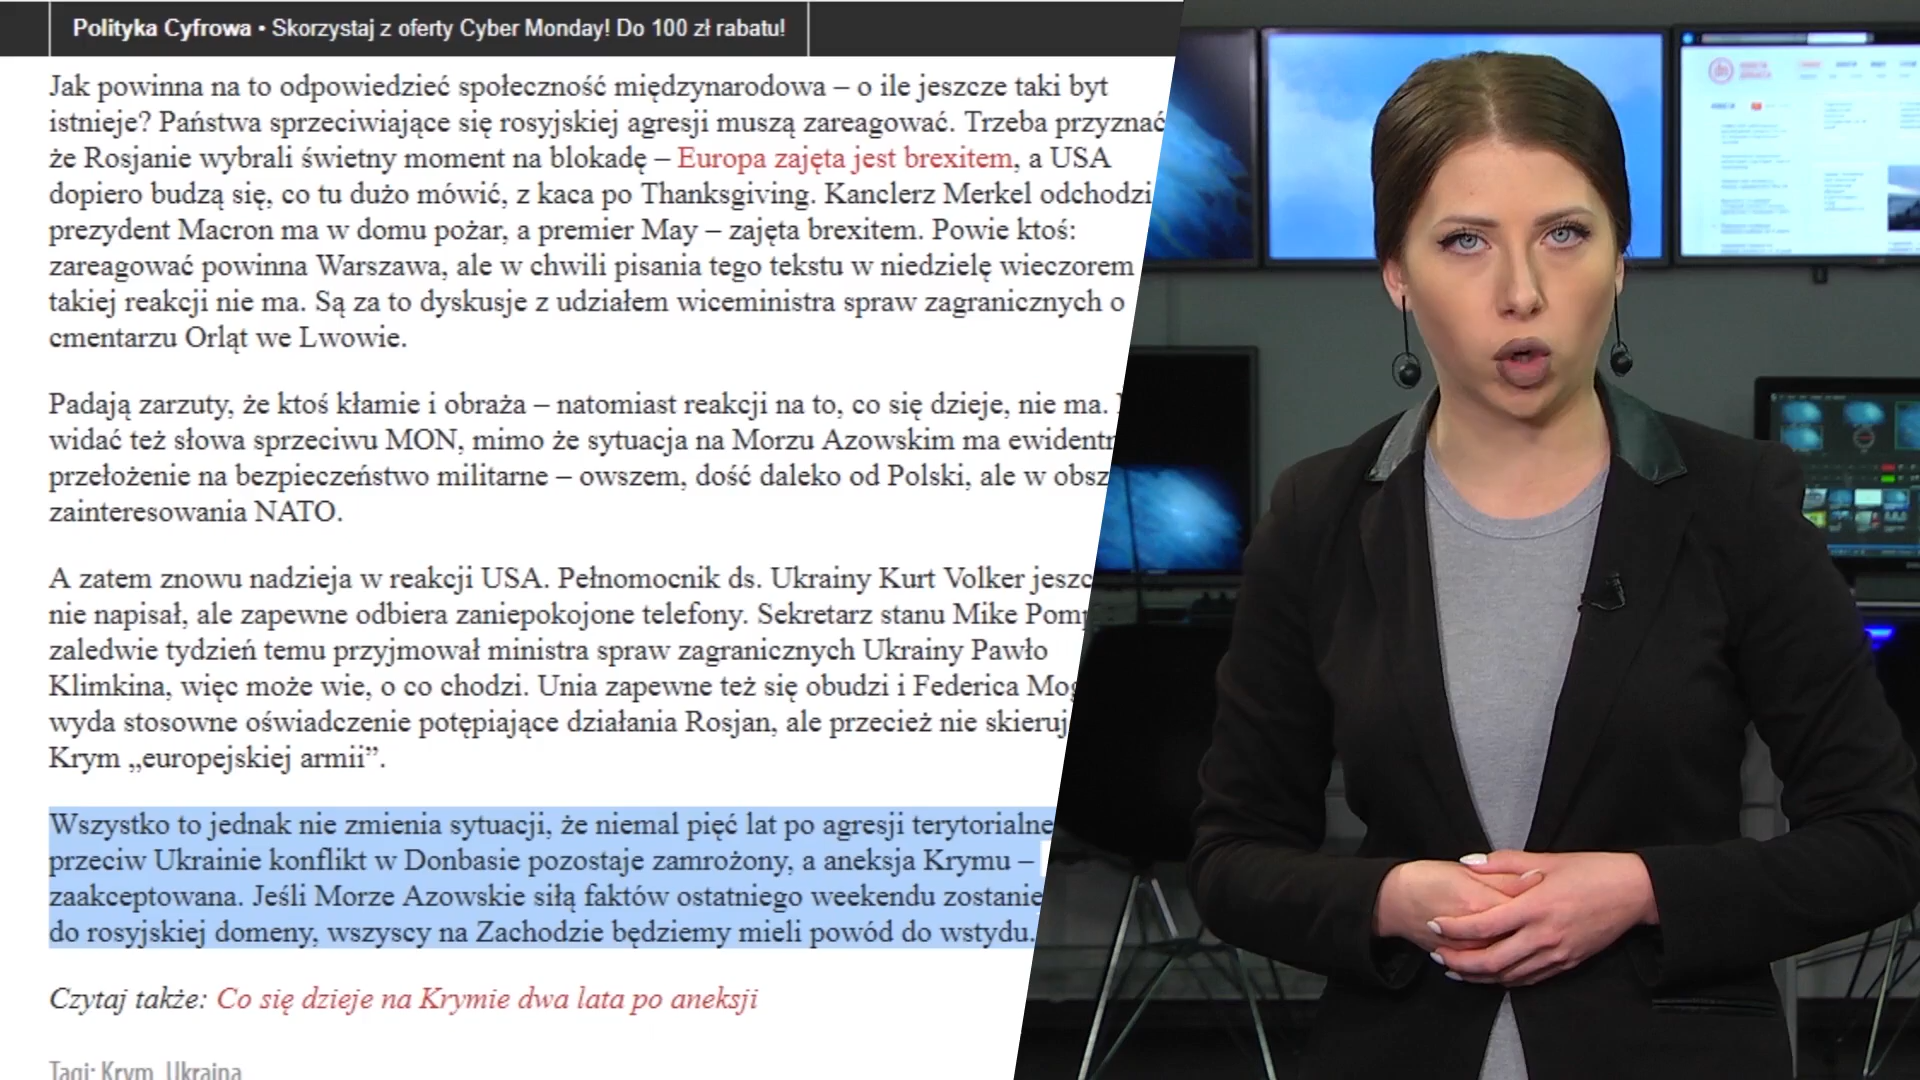 Polityka Cyfrowa • Skorzystaj z oferty Cyber Monday! Do 100 zł rabatu!
Jak powinna na to odpowiedzieć społeczność międzynarodowa – o ile jeszcze taki byt
istnieje? Państwa sprzeciwiające się rosyjskiej agresji muszą zareagować. Trzeba przyznać
że Rosjanie wybrali świetny moment na blokadę – Europa zajęta jest brexitem, a USA
dopiero budzą się, co tu dużo mówić, z kaca po Thanksgiving. Kanclerz Merkel odchodzi
prezydent Macron ma w domu pożar, a premier May – zajęta brexitem. Powie ktoś:
zareagować powinna Warszawa, ale w chwili pisania tego tekstu w niedzielę wieczorem
takiej reakcji nie ma. Są za to dyskusje z udziałem wiceministra spraw zagranicznych o
cmentarzu Orląt we Lwowie.
Padają zarzuty, że ktoś kłamie i obraża – natomiast reakcji na to, co się dzieje, nie ma.
widać też słowa sprzeciwu MON, mimo że sytuacja na Morzu Azowskim ma
przełożenie na bezpieczeństwo militarne – owszem, dość daleko od Polski, ale w
zainteresowania NATO.
A zatem znowu nadzieja w reakcji USA. Pełnomocnik ds. Ukrainy Kurt Volker
nie napisał, ale zapewne odbiera zaniepokojone telefony. Sekretarz stanu Mike
zaledwie tydzień temu przyjmował ministra spraw zagranicznych Ukrainy Pawło
Klimkina, więc może wie, o co chodzi. Unia zapewne też się obudzi i Federica
wyda stosowne oświadczenie potępiające działania Rosjan, ale przecież nie
Krym „europejskiej armii”.
Wszystko to jednak nie zmienia sytuacji, że niemal pięć lat po agresji terytorialne
przeciw Ukrainie konflikt w Donbasie pozostaje zamrożony, a aneksja Krymu –
zaakceptowana. Jeśli Morze Azowskie siłą faktów ostatniego weekendu zostanie
do rosyjskiej domeny, wszyscy na Zachodzie będziemy mieli powód do wstydu.
Czytaj także: Co się dzieje na Krymie dwa lata po aneksji
Tagi: Krym, Ukraina